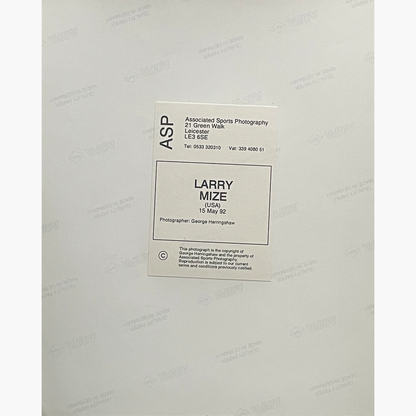 ASP
Associated Sports Photography
21 Green Walk
Leicester
LE3 6SE
Tel: 0533 320310 Vat: 339 4080 51
LARRY
MIZE
(USA)
15 May 92
Photographer: George Herringshaw
©
This photograph is the copyright of
George Herringshaw and the property of
Associated Sports Photography.
Reproduction is subject to our current
terms and conditions previously notified.